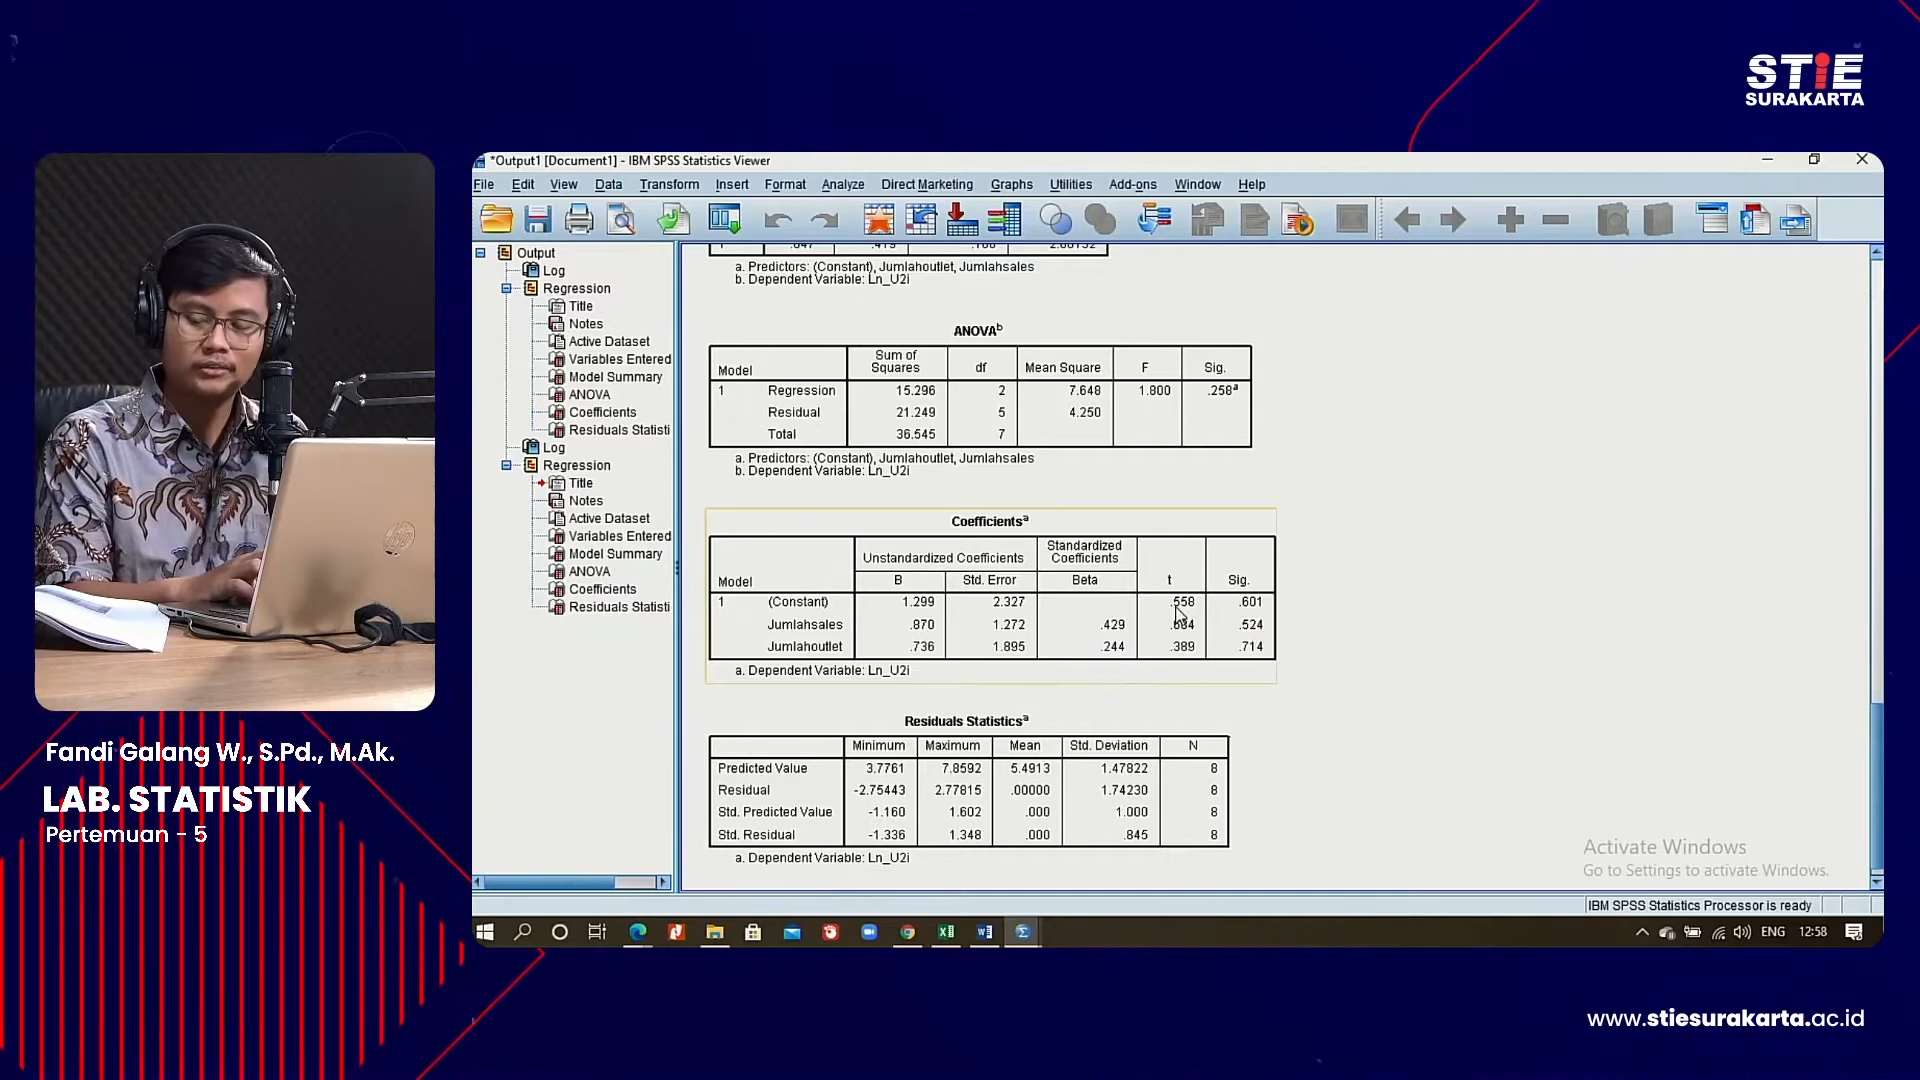 STiE
SURAKARTA
*Output1 [Document1] - IBM SPSS Statistics Viewer
File Edit View Data Transform Insert Format Analyze Direct Marketing Graphs Utilities Add-ons Window Help
Output
Log
Regression
Title
Notes
Active Dataset
Variables Entered
Model Summary
ANOVA
Coefficients
Residuals Statisti
Log
Regression
Title
Notes
Active Dataset
Variables Entered
Model Summary
ANOVA
Coefficients
Residuals Statisti
a. Predictors: (Constant), Jumlahoutlet, Jumlahsales
b. Dependent Variable: Ln_U2i
ANOVAb
Model Sum of Squares df Mean Square F Sig.
1 Regression 15.296 2 7.648 1.800 .258a
Residual 21.249 5 4.250
Total 36.545 7
a. Predictors: (Constant), Jumlahoutlet, Jumlahsales
b. Dependent Variable: Ln_U2i
Coefficientsa
Model Unstandardized Coefficients Standardized Coefficients t Sig.
B Std. Error Beta
1 (Constant) 1.299 2.327 .558 .601
Jumlahsales .870 1.272 .429 .524
Jumlahoutlet .736 1.895 .244 .389 .714
a. Dependent Variable: Ln_U2i
Residuals Statisticsa
Minimum Maximum Mean Std. Deviation N
Predicted Value 3.7761 7.8592 5.4913 1.47822 8
Residual -2.75443 2.77815 .00000 1.74230 8
Std. Predicted Value -1.160 1.602 .000 1.000 8
Std. Residual -1.336 1.348 .000 .845 8
a. Dependent Variable: Ln_U2i
Activate Windows
Go to Settings to activate Windows.
IBM SPSS Statistics Processor is ready
ENG 12:58
Fandi Galang W., S.Pd., M.Ak.
LAB. STATISTIK
Pertemuan - 5
www.stiesurakarta.ac.id